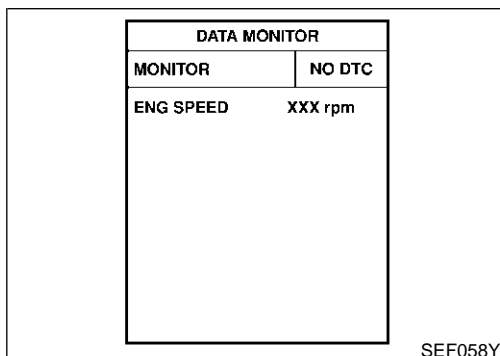 DATA MONITOR
MONITOR NO DTC
ENG SPEED XXX rpm
SEF058Y